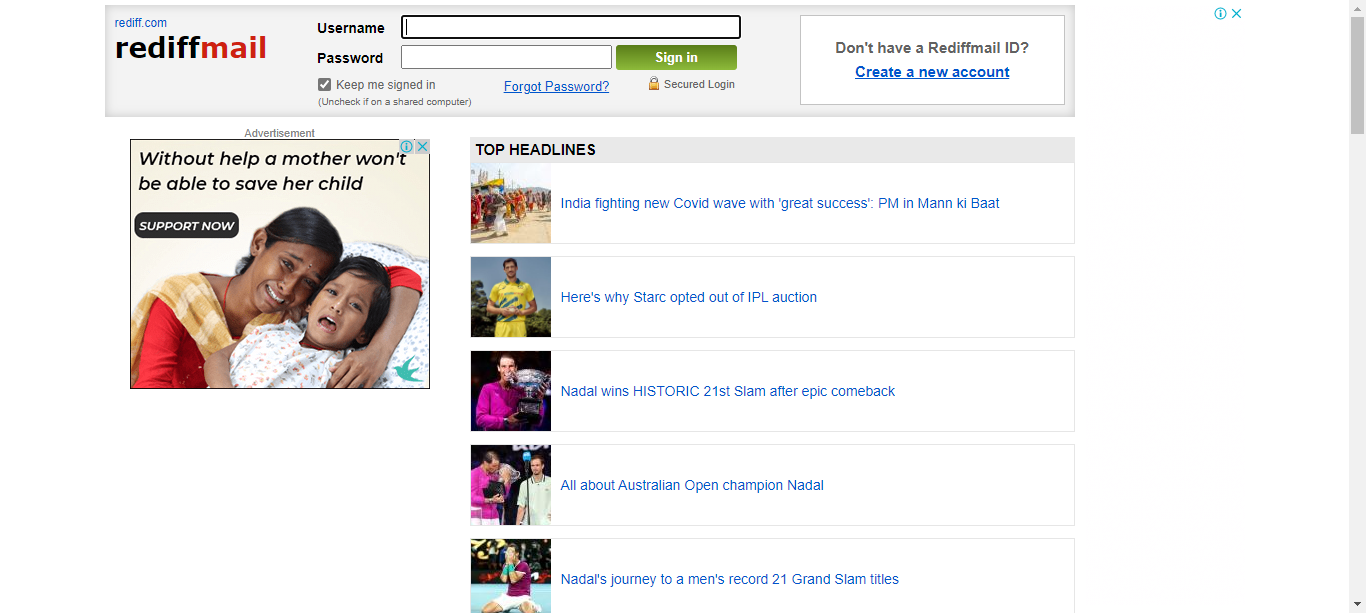 rediff.com
rediffmail
Username
Password
Sign in
Keep me signed in
(Uncheck if on a shared computer)
Forgot Password?
Secured Login
Don't have a Rediffmail ID?
Create a new account
Advertisement
Without help a mother won't
be able to save her child
SUPPORT NOW
TOP HEADLINES
India fighting new Covid wave with 'great success': PM in Mann ki Baat
Here's why Starc opted out of IPL auction
Nadal wins HISTORIC 21st Slam after epic comeback
All about Australian Open champion Nadal
Nadal's journey to a men's record 21 Grand Slam titles